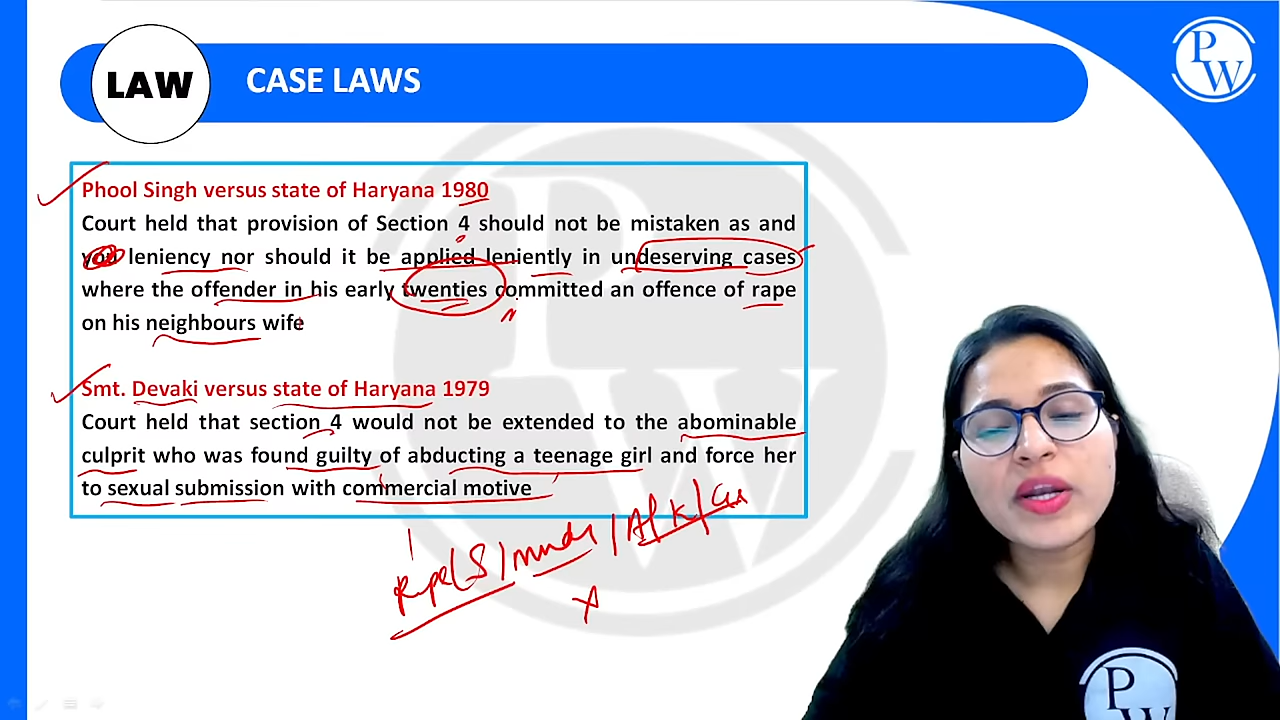 LAW
CASE LAWS
PW
Phool Singh versus state of Haryana 1980
Court held that provision of Section 4 should not be mistaken as and
leniency nor should it be applied leniently in undeserving cases
where the offender in his early twenties committed an offence of rape
on his neighbours wife
Smt. Devaki versus state of Haryana 1979
Court held that section 4 would not be extended to the abominable
culprit who was found guilty of abducting a teenage girl and force her
to sexual submission with commercial motive
PW
PW